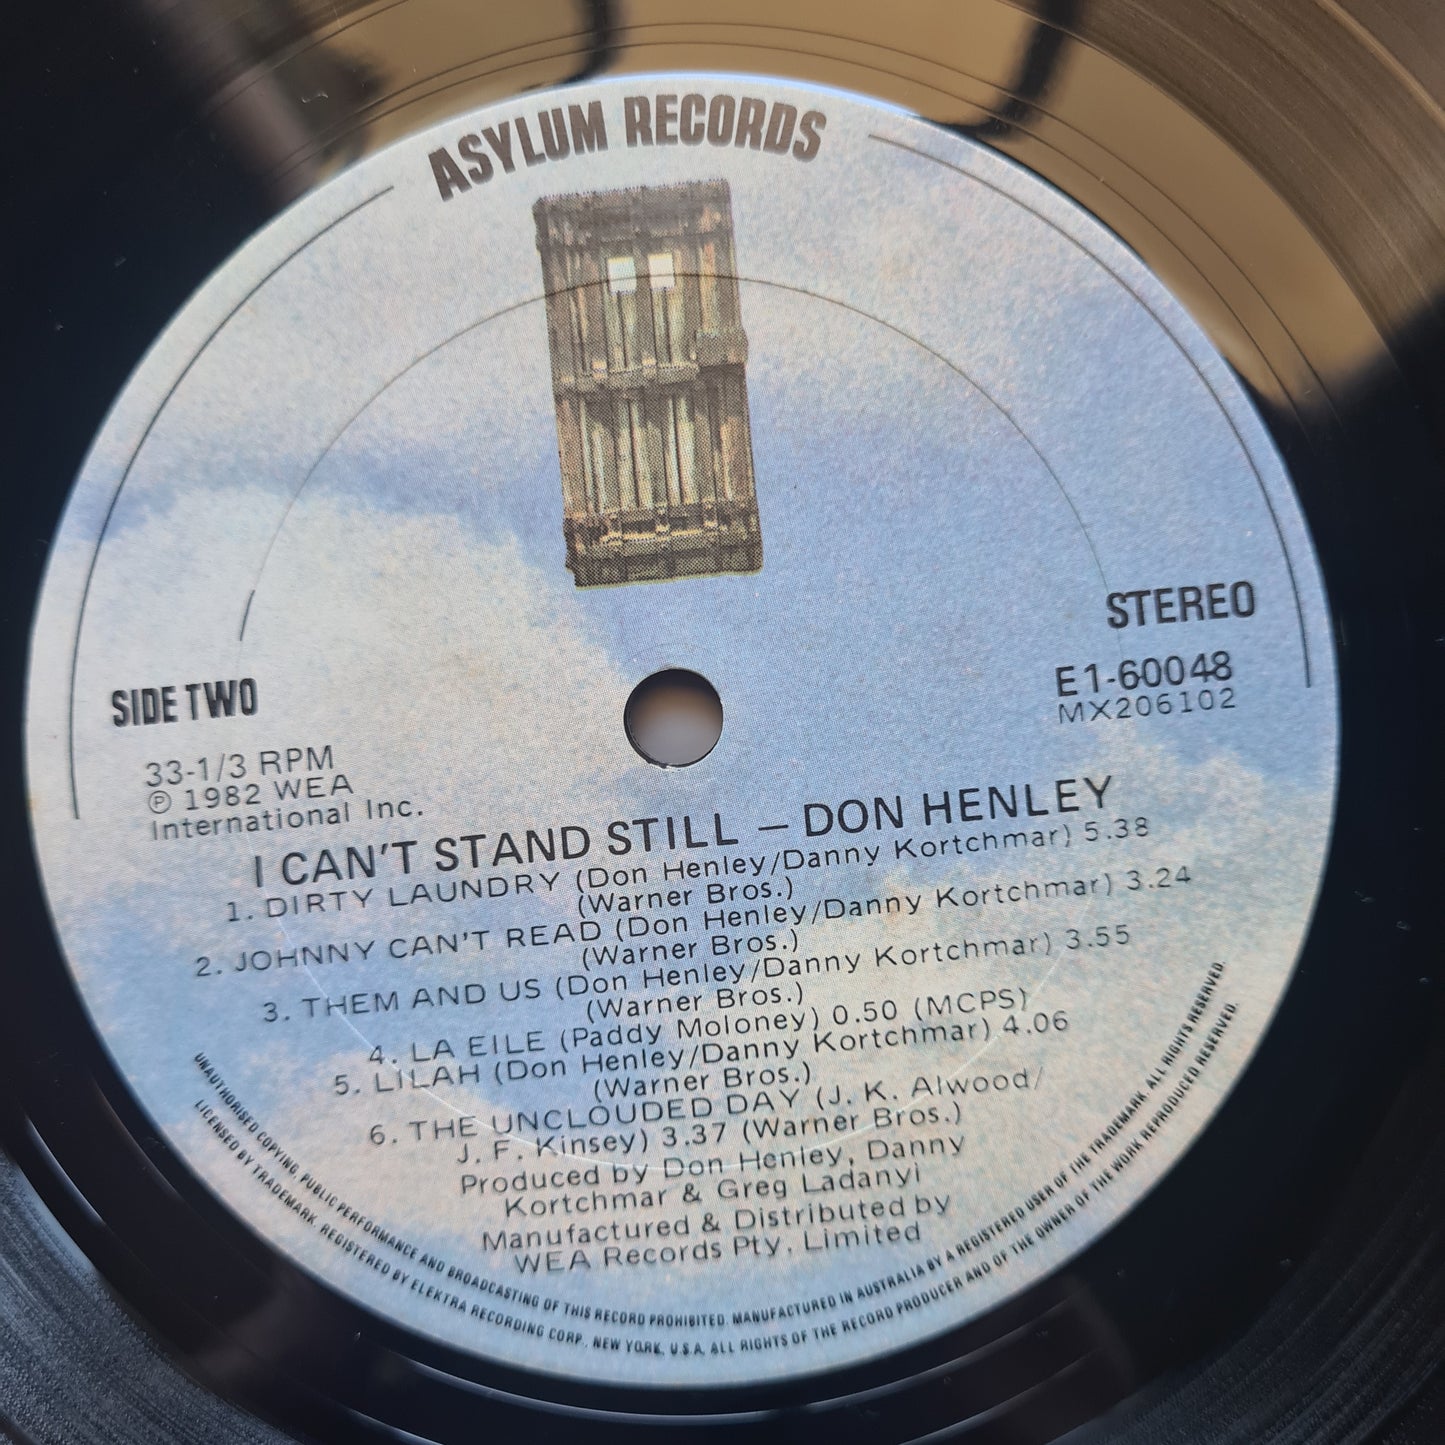 ASYLUM RECORDS
STEREO
E1-60048
MX206102
SIDE TWO
33-1/3 RPM
℗ 1982 WEA
International Inc.
I CAN'T STAND STILL — DON HENLEY
1. DIRTY LAUNDRY (Don Henley/Danny Kortchmar) 5.38
(Warner Bros.)
2. JOHNNY CAN'T READ (Don Henley/Danny Kortchmar) 3.24
(Warner Bros.)
3. THEM AND US (Don Henley/Danny Kortchmar) 3.55
(Warner Bros.)
4. LA EILE (Paddy Moloney) 0.50 (MCPS)
5. LILAH (Don Henley/Danny Kortchmar) 4.06
(Warner Bros.)
6. THE UNCLOUDED DAY (J. K. Alwood/
J. F. Kinsey) 3.37 (Warner Bros.)
Produced by Don Henley, Danny
Kortchmar & Greg Ladanyi
Manufactured & Distributed by
WEA Records Pty. Limited
UNAUTHORISED COPYING, PUBLIC PERFORMANCE AND BROADCASTING OF THIS RECORD PROHIBITED. MANUFACTURED IN AUSTRALIA BY A REGISTERED USER OF THE TRADEMARK. ALL RIGHTS RESERVED.
LICENSED BY TRADEMARK. REGISTERED BY ELEKTRA RECORDING CORP., NEW YORK, U.S.A. ALL RIGHTS OF THE RECORD PRODUCER AND OF THE OWNER OF THE WORK REPRODUCED RESERVED.